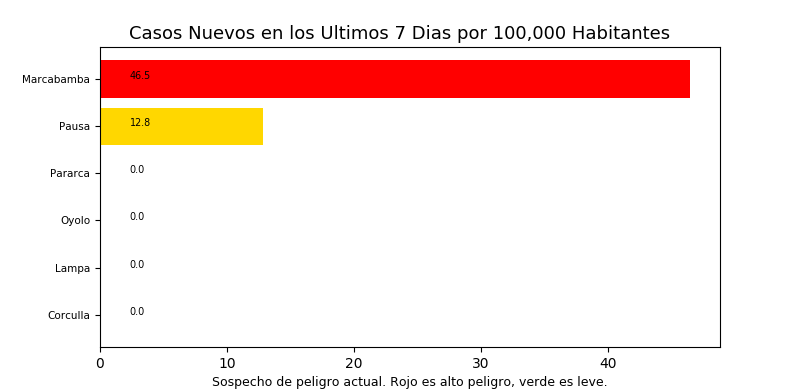 Casos Nuevos en los Ultimos 7 Dias por 100,000 Habitantes
Marcabamba 46.5
Pausa 12.8
Pararca 0.0
Oyolo 0.0
Lampa 0.0
Corculla 0.0
0 10 20 30 40
Sospecho de peligro actual. Rojo es alto peligro, verde es leve.